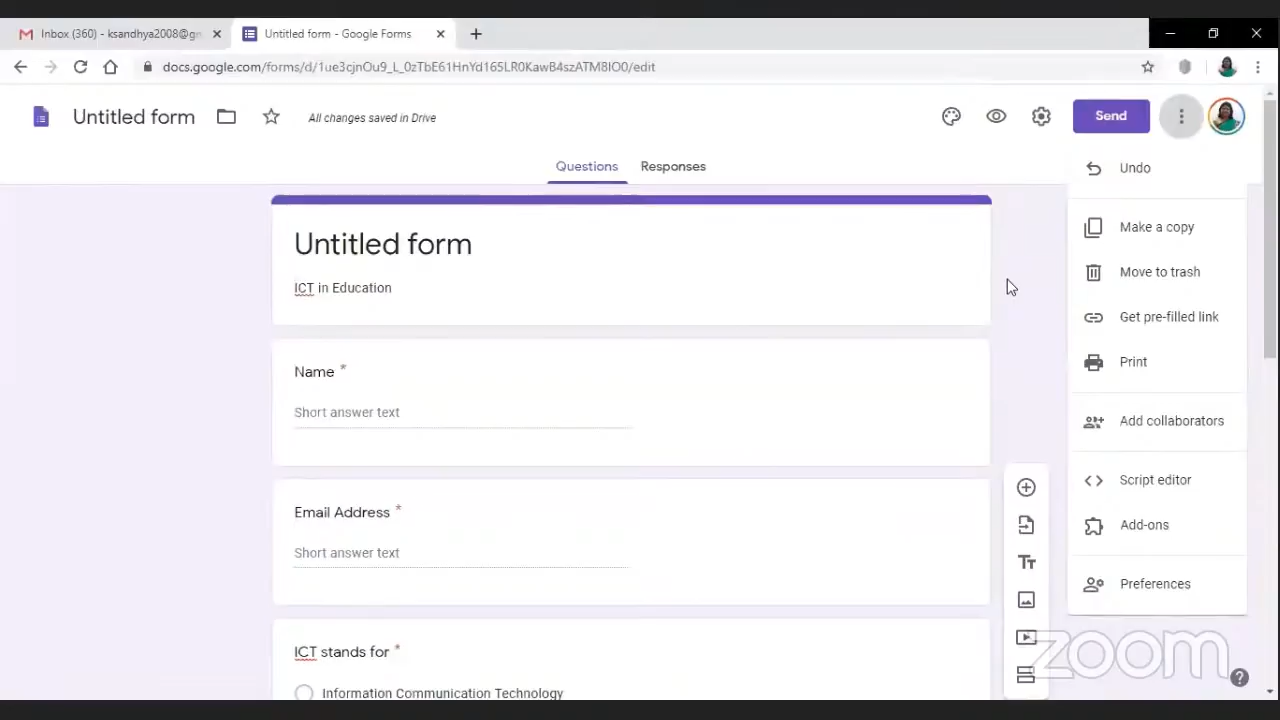 Inbox (360) - ksandhya2008@gm
Untitled form - Google Forms
docs.google.com/forms/d/1ue3cjnOu9_L_0zTbE61HnYd165LR0KawB4szATM8IO0/edit
Untitled form
All changes saved in Drive
Send
Questions
Responses
Undo
Make a copy
Move to trash
Get pre-filled link
Print
Add collaborators
Script editor
Add-ons
Preferences
Untitled form
ICT in Education
Name *
Short answer text
Email Address *
Short answer text
ICT stands for *
Information Communication Technology
zoom